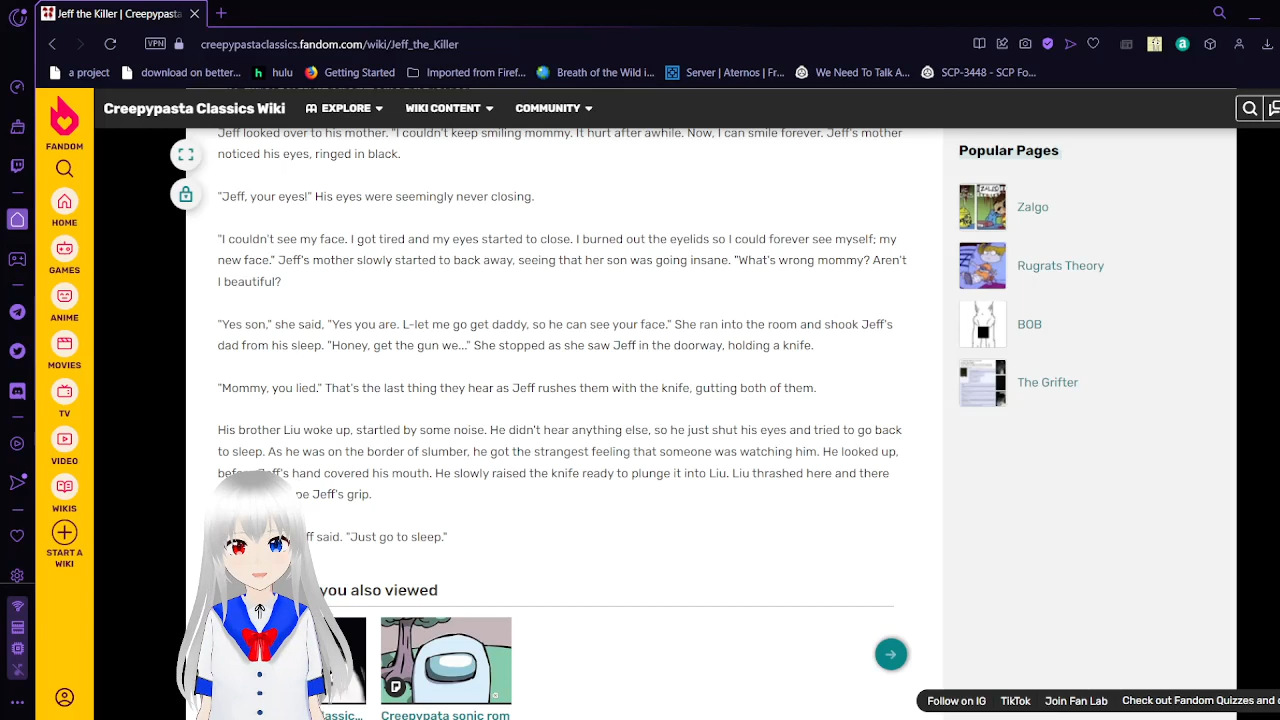 Jeff the Killer | Creepypasta
VPN
creepypastaclassics.fandom.com/wiki/Jeff_the_Killer
a project
download on better...
hulu
Getting Started
Imported from Firef...
Breath of the Wild i...
Server | Aternos | Fr...
We Need To Talk A...
SCP-3448 - SCP Fo...
Creepypasta Classics Wiki
EXPLORE
WIKI CONTENT
COMMUNITY
FANDOM
HOME
GAMES
ANIME
MOVIES
TV
VIDEO
WIKIS
START A
WIKI
Jeff looked over to his mother. "I couldn't keep smiling mommy. It hurt after awhile. Now, I can smile forever. Jeff's mother
noticed his eyes, ringed in black.
"Jeff, your eyes!" His eyes were seemingly never closing.
"I couldn't see my face. I got tired and my eyes started to close. I burned out the eyelids so I could forever see myself; my
new face." Jeff's mother slowly started to back away, seeing that her son was going insane. "What's wrong mommy? Aren't
I beautiful?
"Yes son," she said, "Yes you are. L-let me go get daddy, so he can see your face." She ran into the room and shook Jeff's
dad from his sleep. "Honey, get the gun we..." She stopped as she saw Jeff in the doorway, holding a knife.
"Mommy, you lied." That's the last thing they hear as Jeff rushes them with the knife, gutting both of them.
His brother Liu woke up, startled by some noise. He didn't hear anything else, so he just shut his eyes and tried to go back
to sleep. As he was on the border of slumber, he got the strangest feeling that someone was watching him. He looked up,
Jeff's hand covered his mouth. He slowly raised the knife ready to plunge it into Liu. Liu thrashed here and there
pe Jeff's grip.
ff said. "Just go to sleep."
you also viewed
assic...
Creepypata sonic rom
Popular Pages
Zalgo
Rugrats Theory
BOB
The Grifter
Follow on IG
TikTok
Join Fan Lab
Check out Fandom Quizzes and